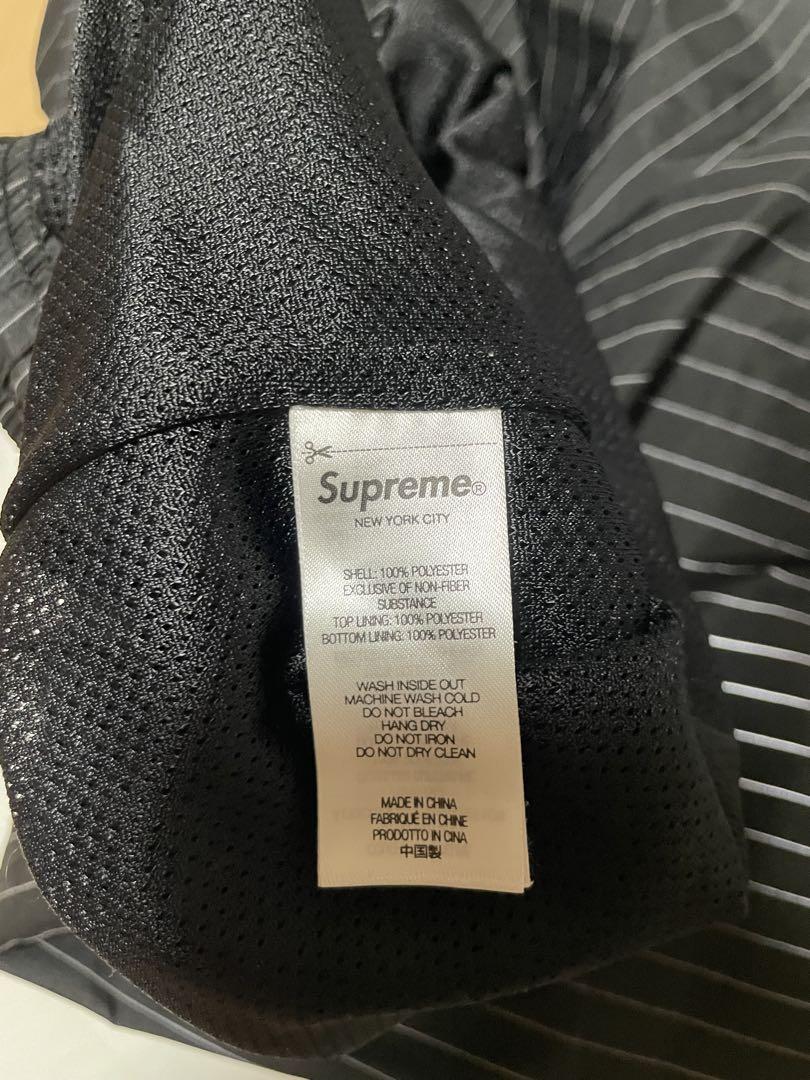 Supreme®
NEW YORK CITY
SHELL: 100% POLYESTER
EXCLUSIVE OF NON-FIBER
SUBSTANCE
TOP LINING: 100% POLYESTER
BOTTOM LINING: 100% POLYESTER
WASH INSIDE OUT
MACHINE WASH COLD
DO NOT BLEACH
HANG DRY
DO NOT IRON
DO NOT DRY CLEAN
MADE IN CHINA
FABRIQUÉ EN CHINE
PRODOTTO IN CINA
中国製